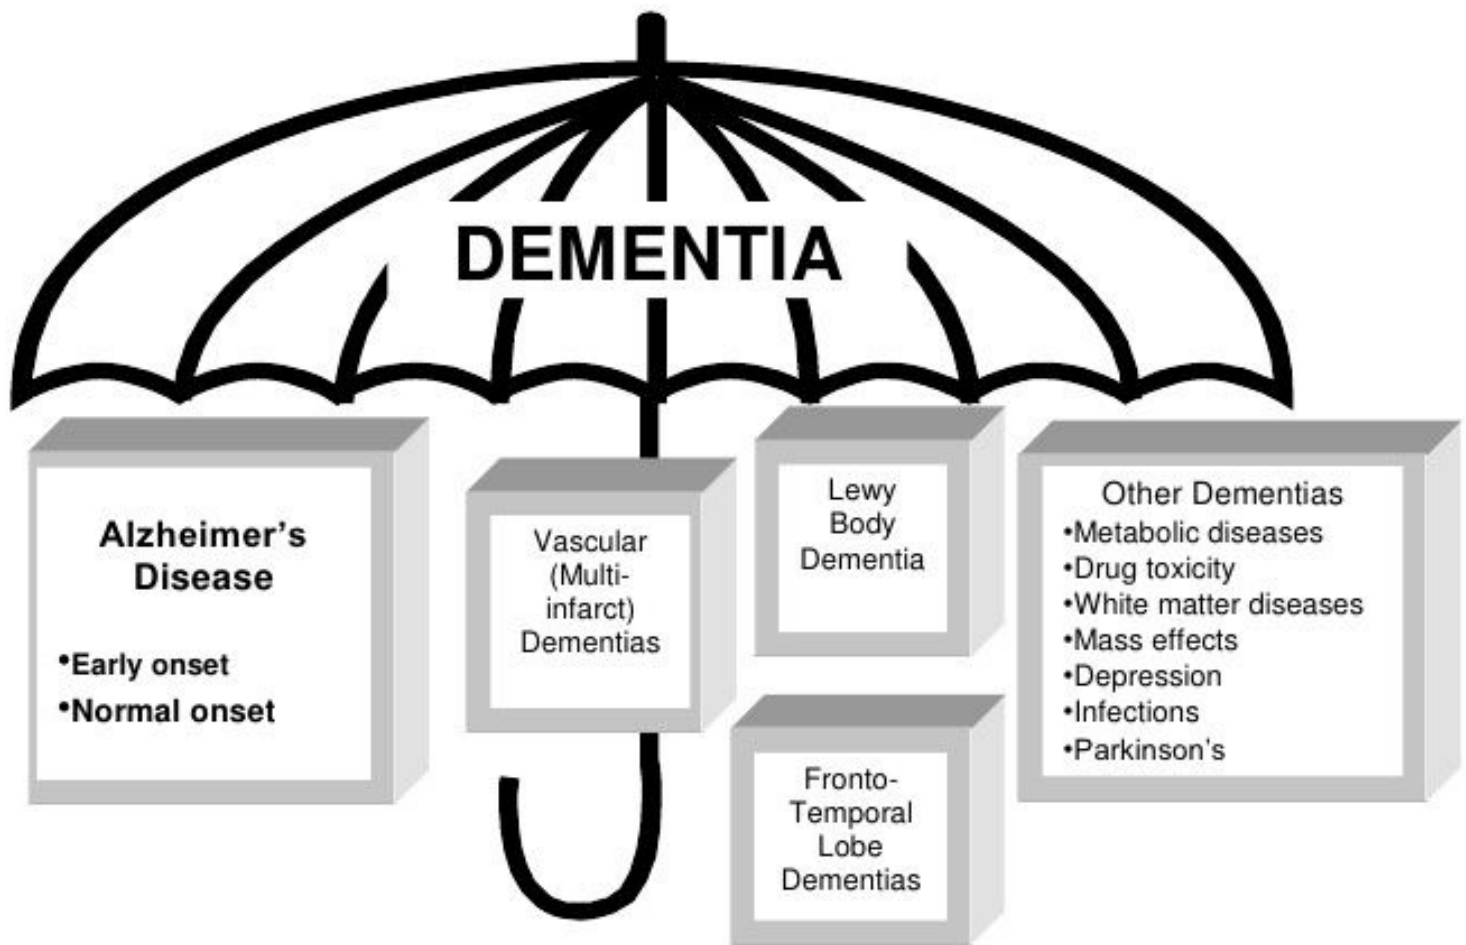 DEMENTIA
Alzheimer's
Disease
•Early onset
•Normal onset
Vascular
(Multi-
infarct)
Dementias
Lewy
Body
Dementia
Fronto-
Temporal
Lobe
Dementias
Other Dementias
•Metabolic diseases
•Drug toxicity
•White matter diseases
•Mass effects
•Depression
•Infections
•Parkinson's